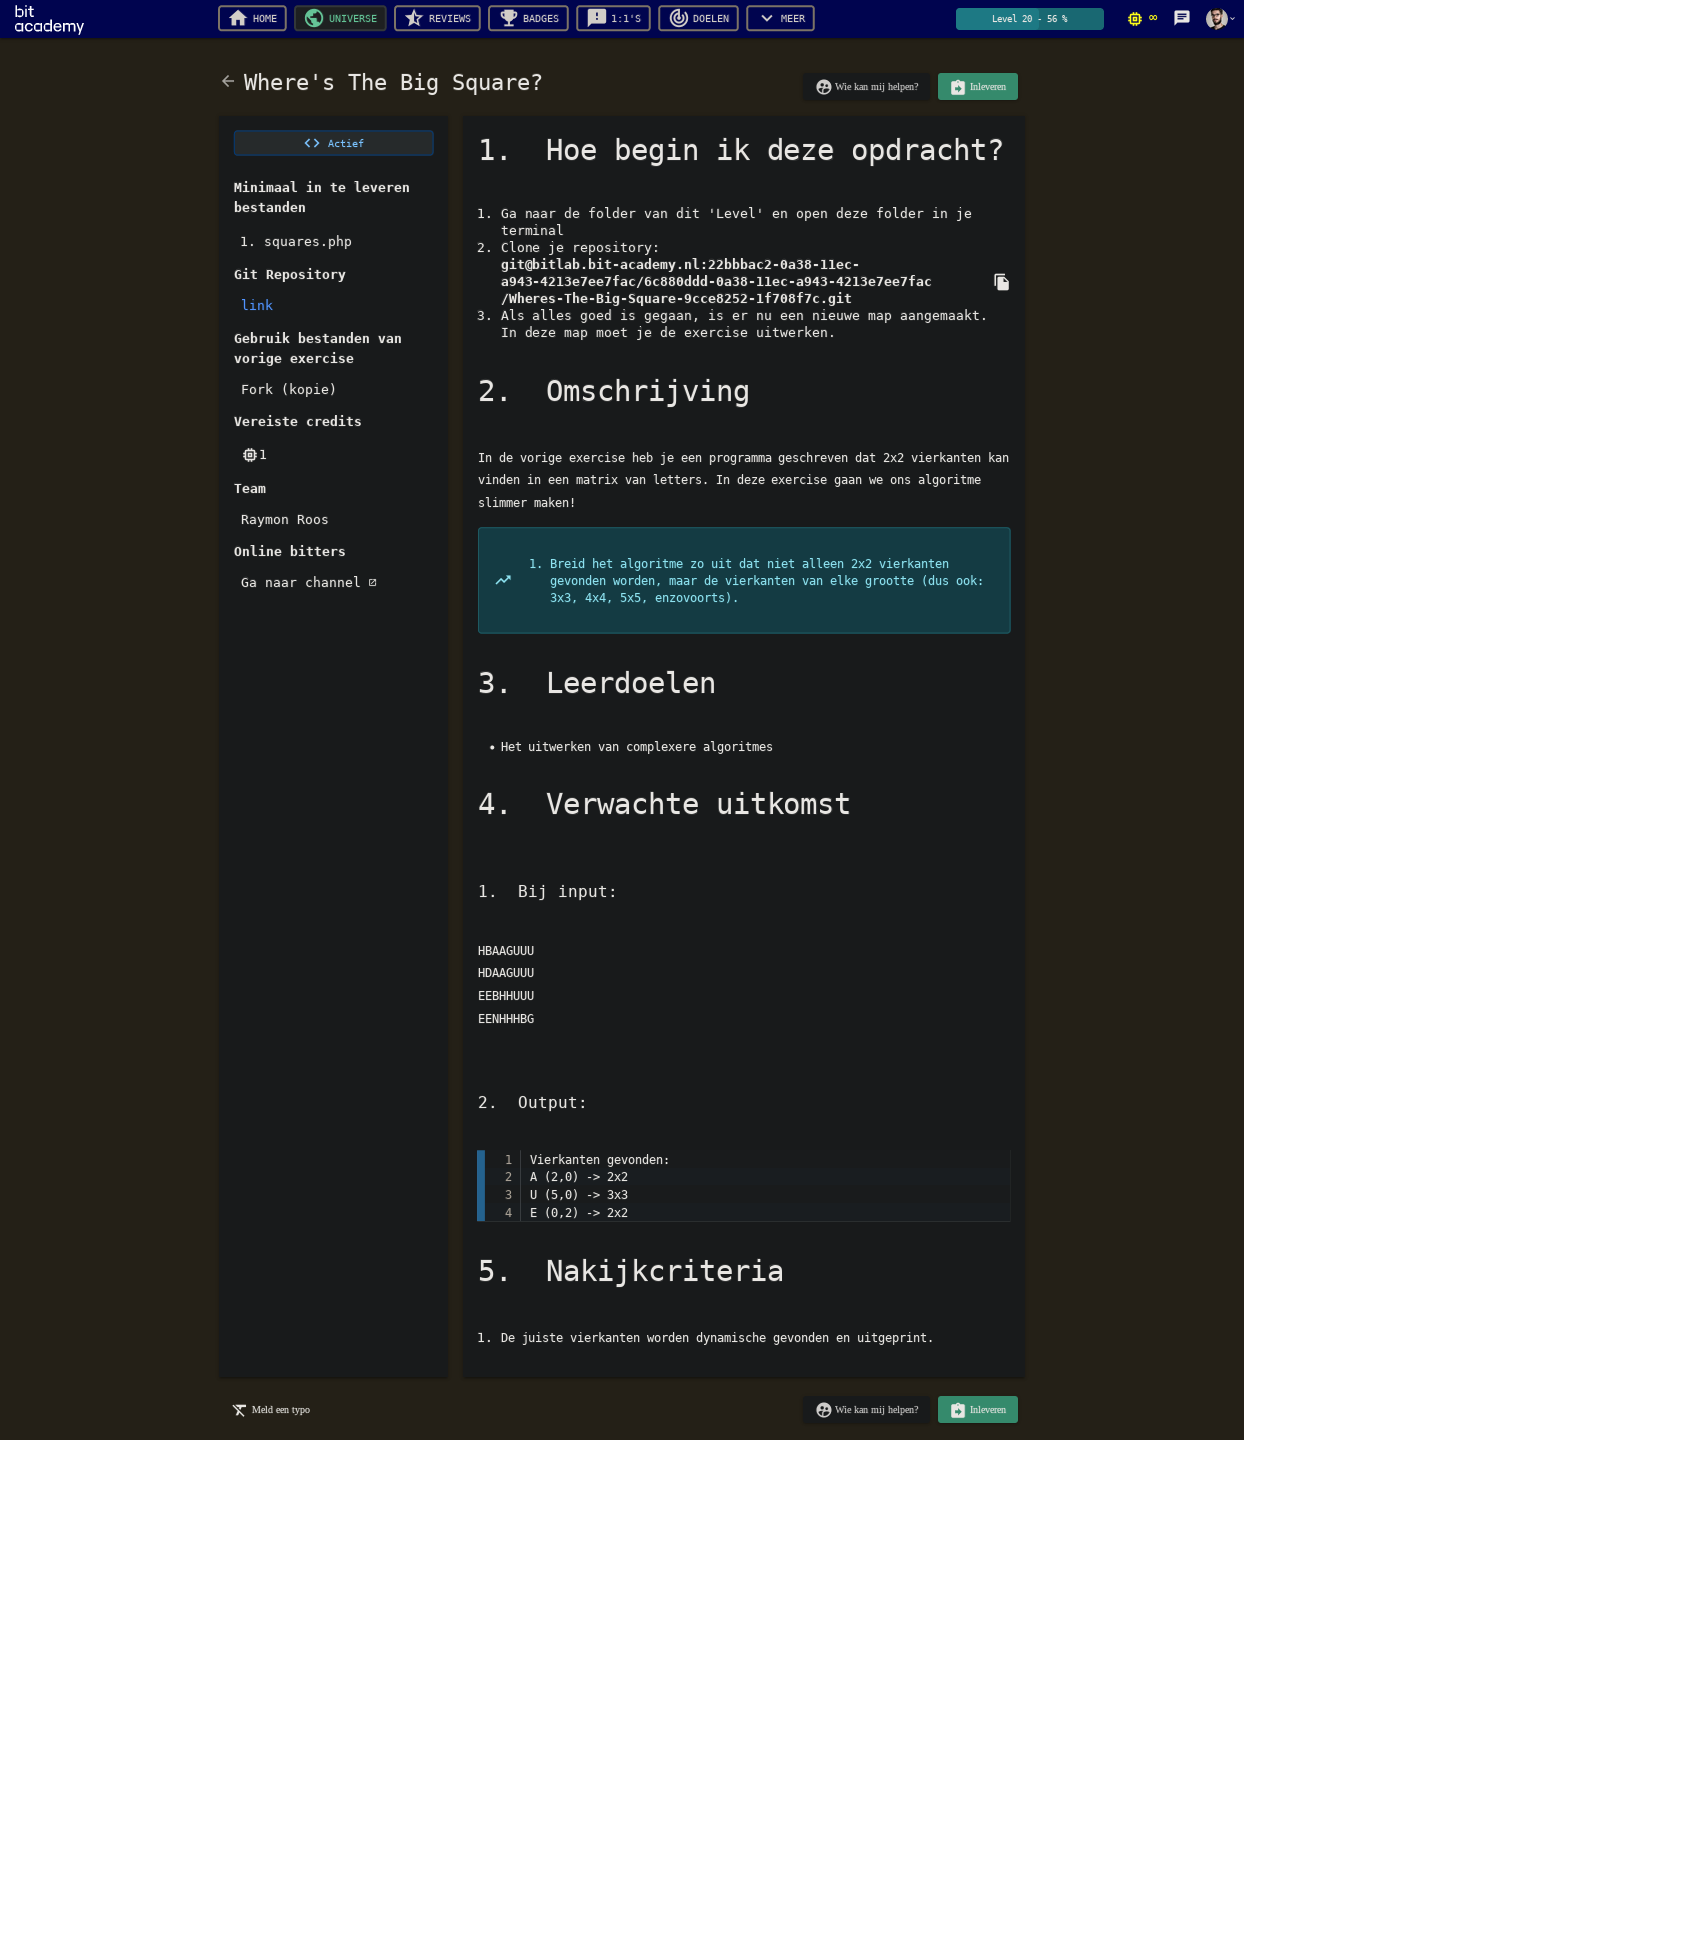 bit
academy
HOME
UNIVERSE
REVIEWS
BADGES
1:1'S
DOELEN
MEER
Level 20 - 56 %
∞
Where's The Big Square?
Wie kan mij helpen?
Inleveren
Actief
Minimaal in te leveren
bestanden
1. squares.php
Git Repository
link
Gebruik bestanden van
vorige exercise
Fork (kopie)
Vereiste credits
1
Team
Raymon Roos
Online bitters
Ga naar channel
1. Hoe begin ik deze opdracht?
1. Ga naar de folder van dit 'Level' en open deze folder in je
terminal
2. Clone je repository:
git@bitlab.bit-academy.nl:22bbbac2-0a38-11ec-
a943-4213e7ee7fac/6c880ddd-0a38-11ec-a943-4213e7ee7fac
/Wheres-The-Big-Square-9cce8252-1f708f7c.git
3. Als alles goed is gegaan, is er nu een nieuwe map aangemaakt.
In deze map moet je de exercise uitwerken.
2. Omschrijving
In de vorige exercise heb je een programma geschreven dat 2x2 vierkanten kan
vinden in een matrix van letters. In deze exercise gaan we ons algoritme
slimmer maken!
1. Breid het algoritme zo uit dat niet alleen 2x2 vierkanten
gevonden worden, maar de vierkanten van elke grootte (dus ook:
3x3, 4x4, 5x5, enzovoorts).
3. Leerdoelen
• Het uitwerken van complexere algoritmes
4. Verwachte uitkomst
1. Bij input:
HBAAGUUU
HDAAGUUU
EEBHHUUU
EENHHHBG
2. Output:
1 Vierkanten gevonden:
2 A (2,0) -> 2x2
3 U (5,0) -> 3x3
4 E (0,2) -> 2x2
5. Nakijkcriteria
1. De juiste vierkanten worden dynamische gevonden en uitgeprint.
Meld een typo
Wie kan mij helpen?
Inleveren